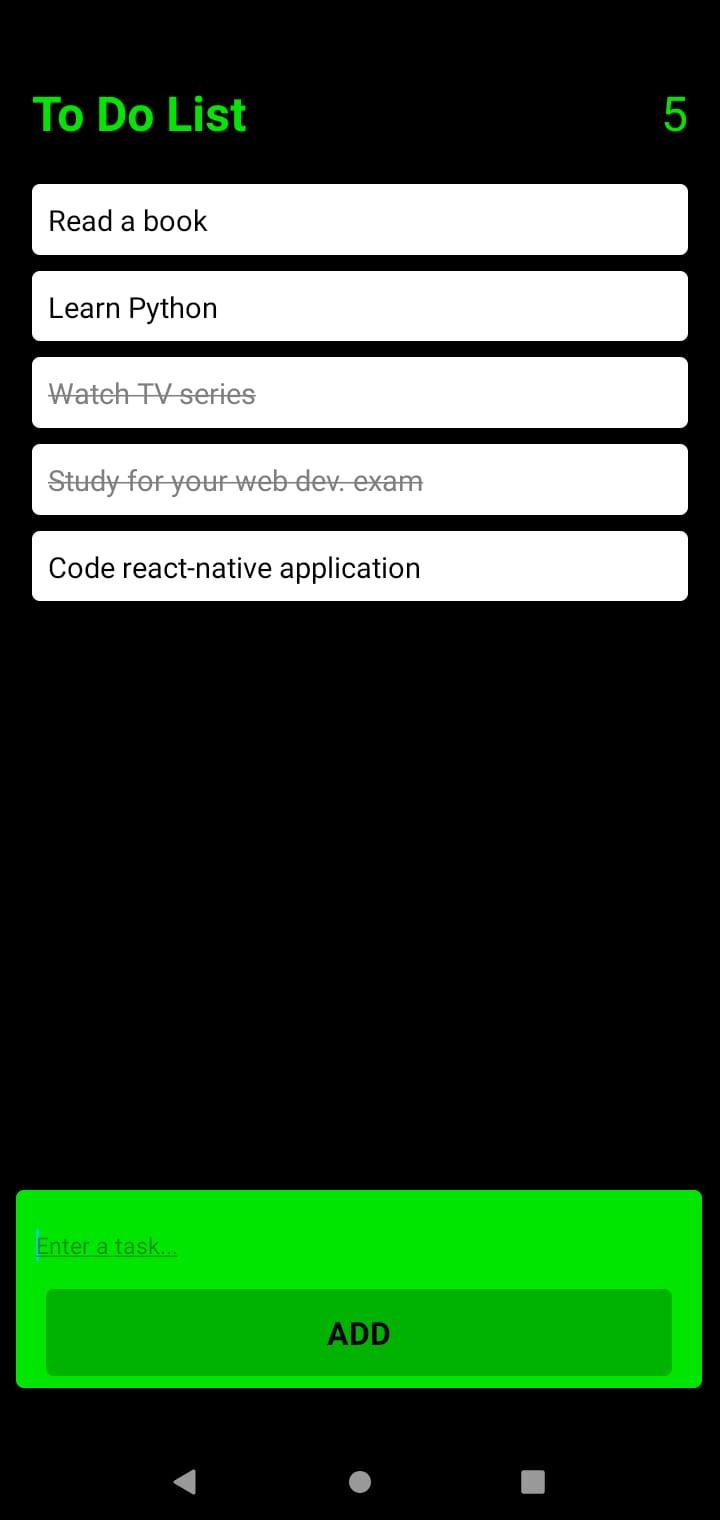 To Do List 5
Read a book
Learn Python
Watch TV series
Study for your web dev. exam
Code react-native application
Enter a task...
ADD